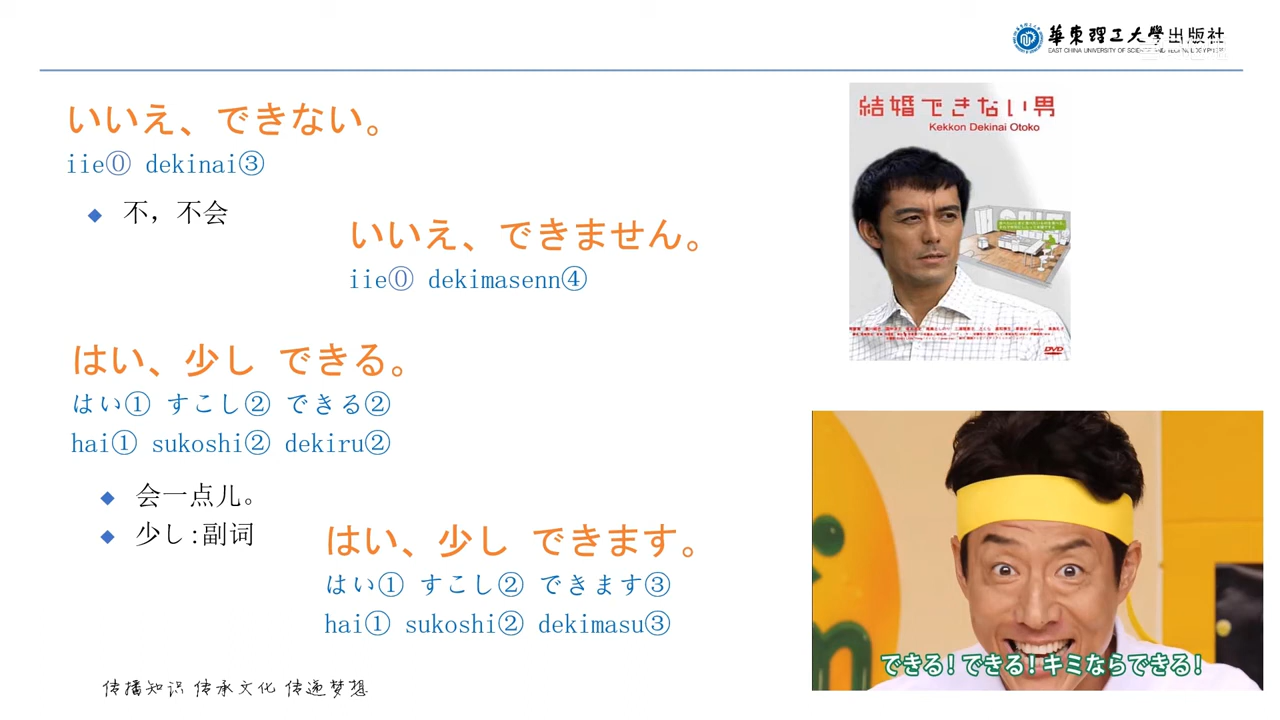 華東理工大學出版社
いいえ、できない。
iie⓪ dekinai③
◆ 不，不会
いいえ、できません。
iie⓪ dekimasenn④
はい、少し できる。
はい① すこし② できる②
hai① sukoshi② dekiru②
◆ 会一点儿。
◆ 少し:副词
はい、少し できます。
はい① すこし② できます③
hai① sukoshi② dekimasu③
传播知识 传承文化 传递梦想
結婚できない男
Kekkon Dekinai Otoko
DVD
できる！できる！キミならできる！